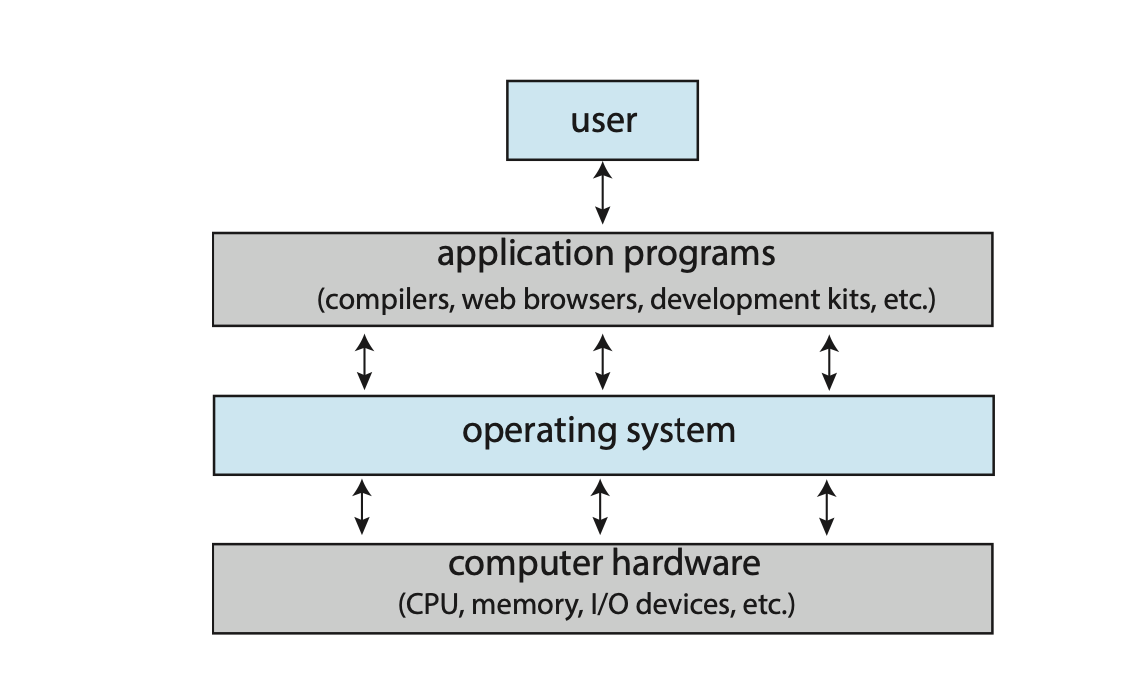 user
application programs
(compilers, web browsers, development kits, etc.)
operating system
computer hardware
(CPU, memory, I/O devices, etc.)